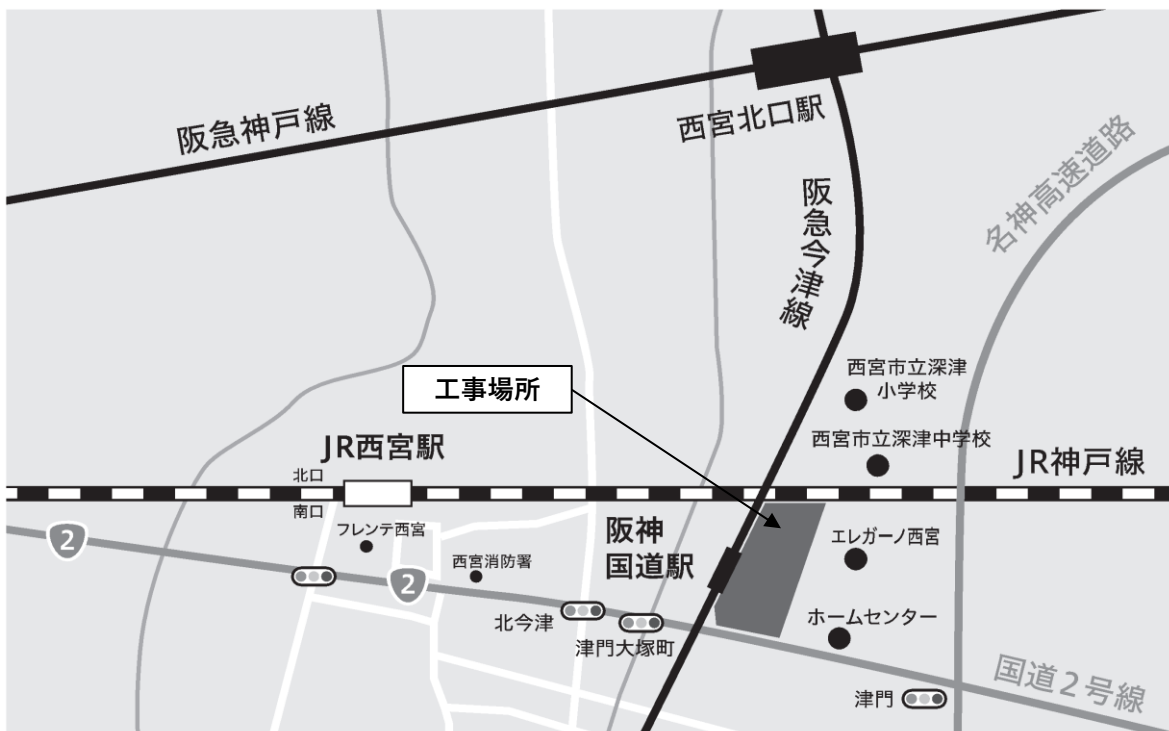 阪急神戸線
西宮北口駅
名神高速道路
阪急今津線
工事場所
西宮市立深津
小学校
西宮市立深津中学校
JR西宮駅
北口
南口
JR神戸線
フレンテ西宮
阪神
国道駅
エレガーノ西宮
2
西宮消防署
2
北今津
津門大塚町
ホームセンター
国道2号線
津門